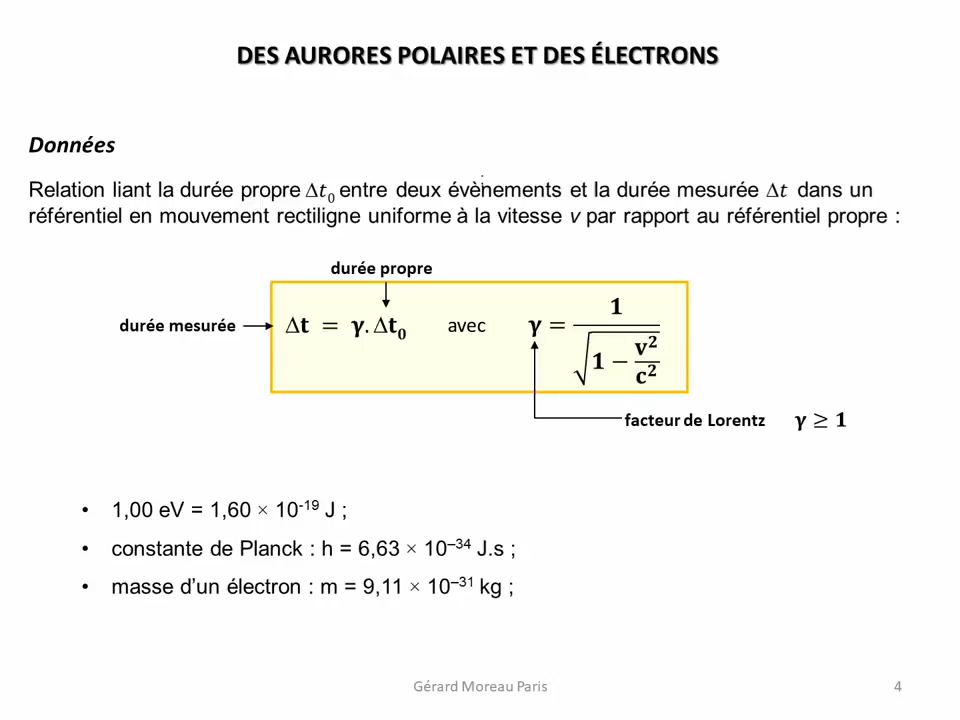 DES AURORES POLAIRES ET DES ÉLECTRONS
Données
Relation liant la durée propre Δt₀ entre deux évènements et la durée mesurée Δt dans un
référentiel en mouvement rectiligne uniforme à la vitesse v par rapport au référentiel propre :
durée propre
durée mesurée Δt = γ. Δt₀ avec γ = 1 / √(1 − v²/c²)
facteur de Lorentz γ ≥ 1
• 1,00 eV = 1,60 × 10⁻¹⁹ J ;
• constante de Planck : h = 6,63 × 10⁻³⁴ J.s ;
• masse d’un électron : m = 9,11 × 10⁻³¹ kg ;
Gérard Moreau Paris 4